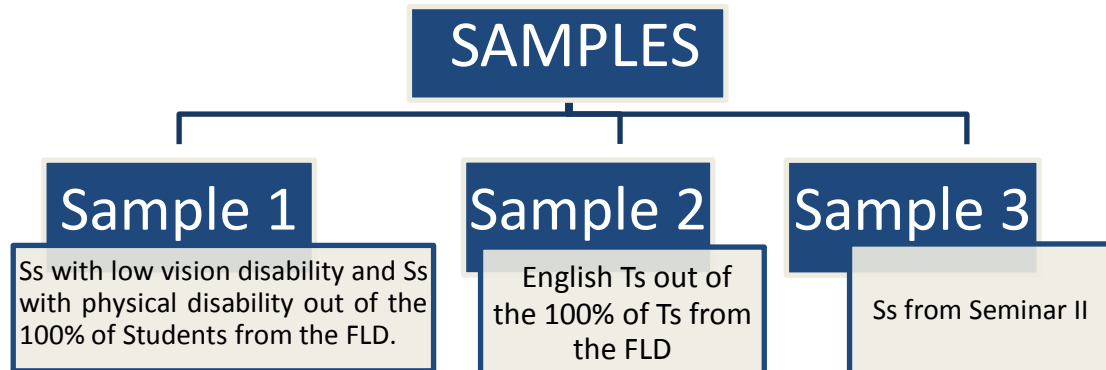 SAMPLES
Sample 1
Ss with low vision disability and Ss
with physical disability out of the
100% of Students from the FLD.
Sample 2
English Ts out of
the 100% of Ts from
the FLD
Sample 3
Ss from Seminar II